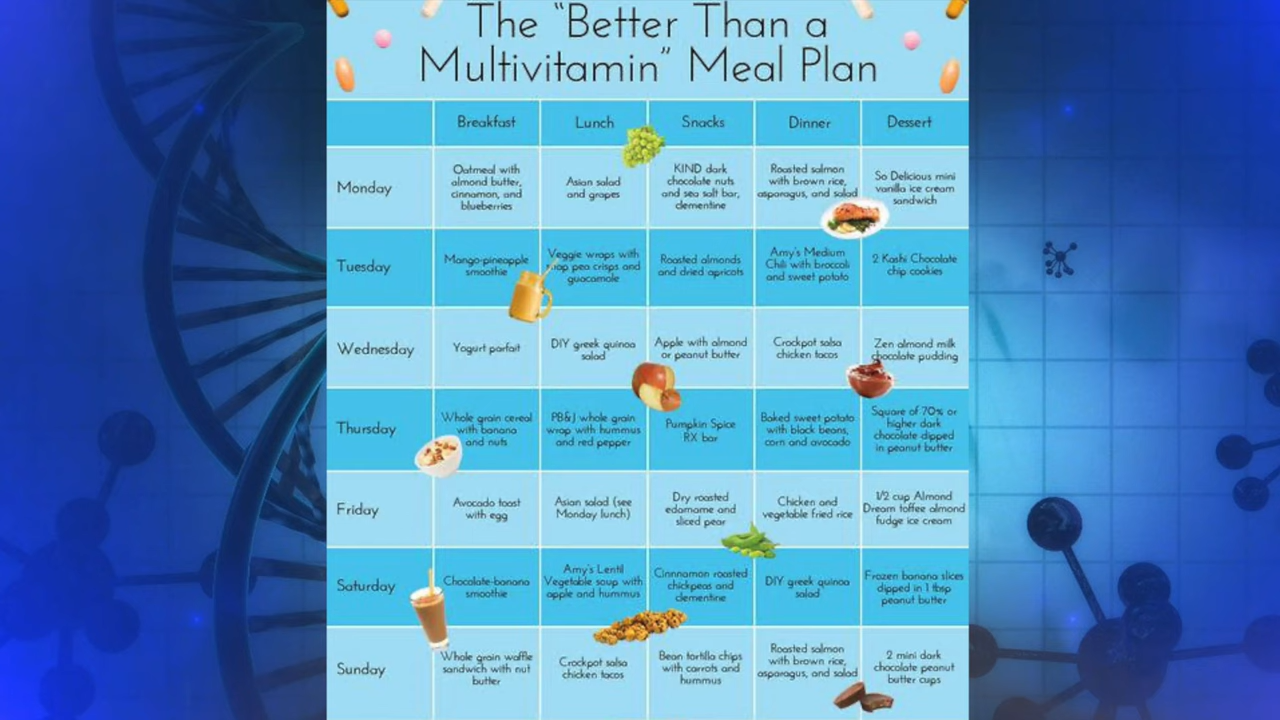 The “Better Than a
Multivitamin” Meal Plan
Breakfast
Lunch
Snacks
Dinner
Dessert
Monday
Oatmeal with
almond butter,
cinnamon, and
blueberries
Asian salad
and grapes
KIND dark
chocolate nuts
and sea salt bar,
clementine
Roasted salmon
with brown rice,
asparagus, and salad
So Delicious mini
vanilla ice cream
sandwich
Tuesday
Mango-pineapple
smoothie
Veggie wraps with
snap pea crisps and
guacamole
Roasted almonds
and dried apricots
Amy's Medium
Chili with broccoli
and sweet potato
2 Kashi Chocolate
chip cookies
Wednesday
Yogurt parfait
DIY greek quinoa
salad
Apple with almond
or peanut butter
Crockpot salsa
chicken tacos
Zen almond milk
chocolate pudding
Thursday
Whole grain cereal
with banana
and nuts
PB&J whole grain
wrap with hummus
and red pepper
Pumpkin Spice
RX bar
Baked sweet potato
with black beans,
corn and avocado
Square of 70% or
higher dark
chocolate dipped
in peanut butter
Friday
Avocado toast
with egg
Asian salad (see
Monday lunch)
Dry roasted
edamame and
sliced pear
Chicken and
vegetable fried rice
1/2 cup Almond
Dream toffee almond
fudge ice cream
Saturday
Chocolate-banana
smoothie
Amy's Lentil
Vegetable soup with
apple and hummus
Cinnnamon roasted
chickpeas and
clementine
DIY greek quinoa
salad
Frozen banana slices
dipped in 1 tbsp
peanut butter
Sunday
Whole grain waffle
sandwich with nut
butter
Crockpot salsa
chicken tacos
Bean tortilla chips
with carrots and
hummus
Roasted salmon
with brown rice,
asparagus, and salad
2 mini dark
chocolate peanut
butter cups